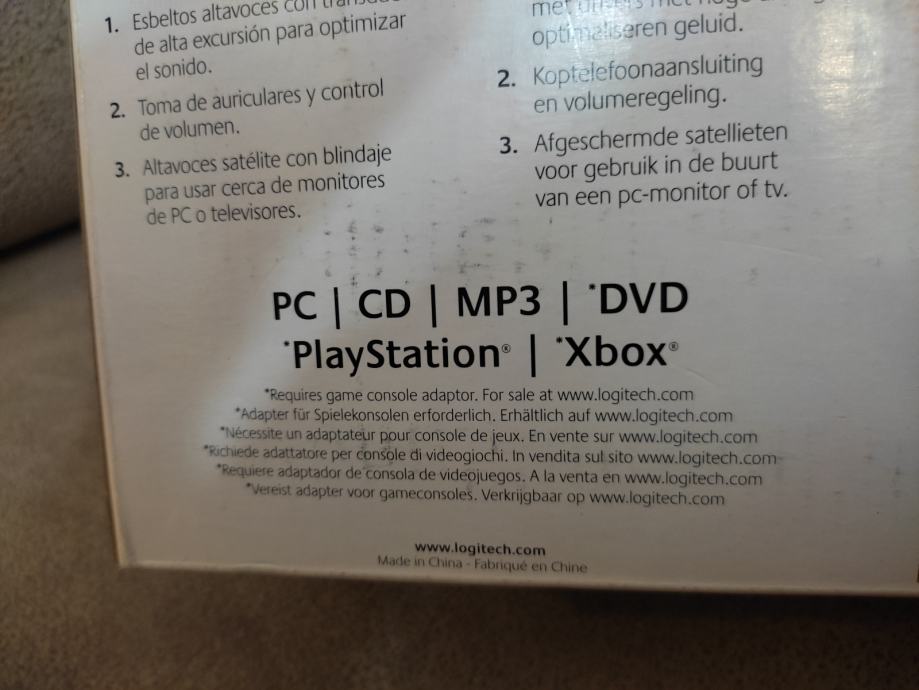 1. Esbeltos altavoces con
de alta excursión para optimizar
el sonido.
2. Toma de auriculares y control
de volumen.
3. Altavoces satélite con blindaje
para usar cerca de monitores
de PC o televisores.
optimaliseren geluid.
2. Koptelefoonaansluiting
en volumeregeling.
3. Afgeschermde satellieten
voor gebruik in de buurt
van een pc-monitor of tv.
PC | CD | MP3 | *DVD
*PlayStation® | *Xbox®
*Requires game console adaptor. For sale at www.logitech.com
*Adapter für Spielekonsolen erforderlich. Erhältlich auf www.logitech.com
*Nécessite un adaptateur pour console de jeux. En vente sur www.logitech.com
*Richiede adattatore per console di videogiochi. In vendita sul sito www.logitech.com
*Requiere adaptador de consola de videojuegos. A la venta en www.logitech.com
*Vereist adapter voor gameconsoles. Verkrijgbaar op www.logitech.com
www.logitech.com
Made in China - Fabriqué en Chine